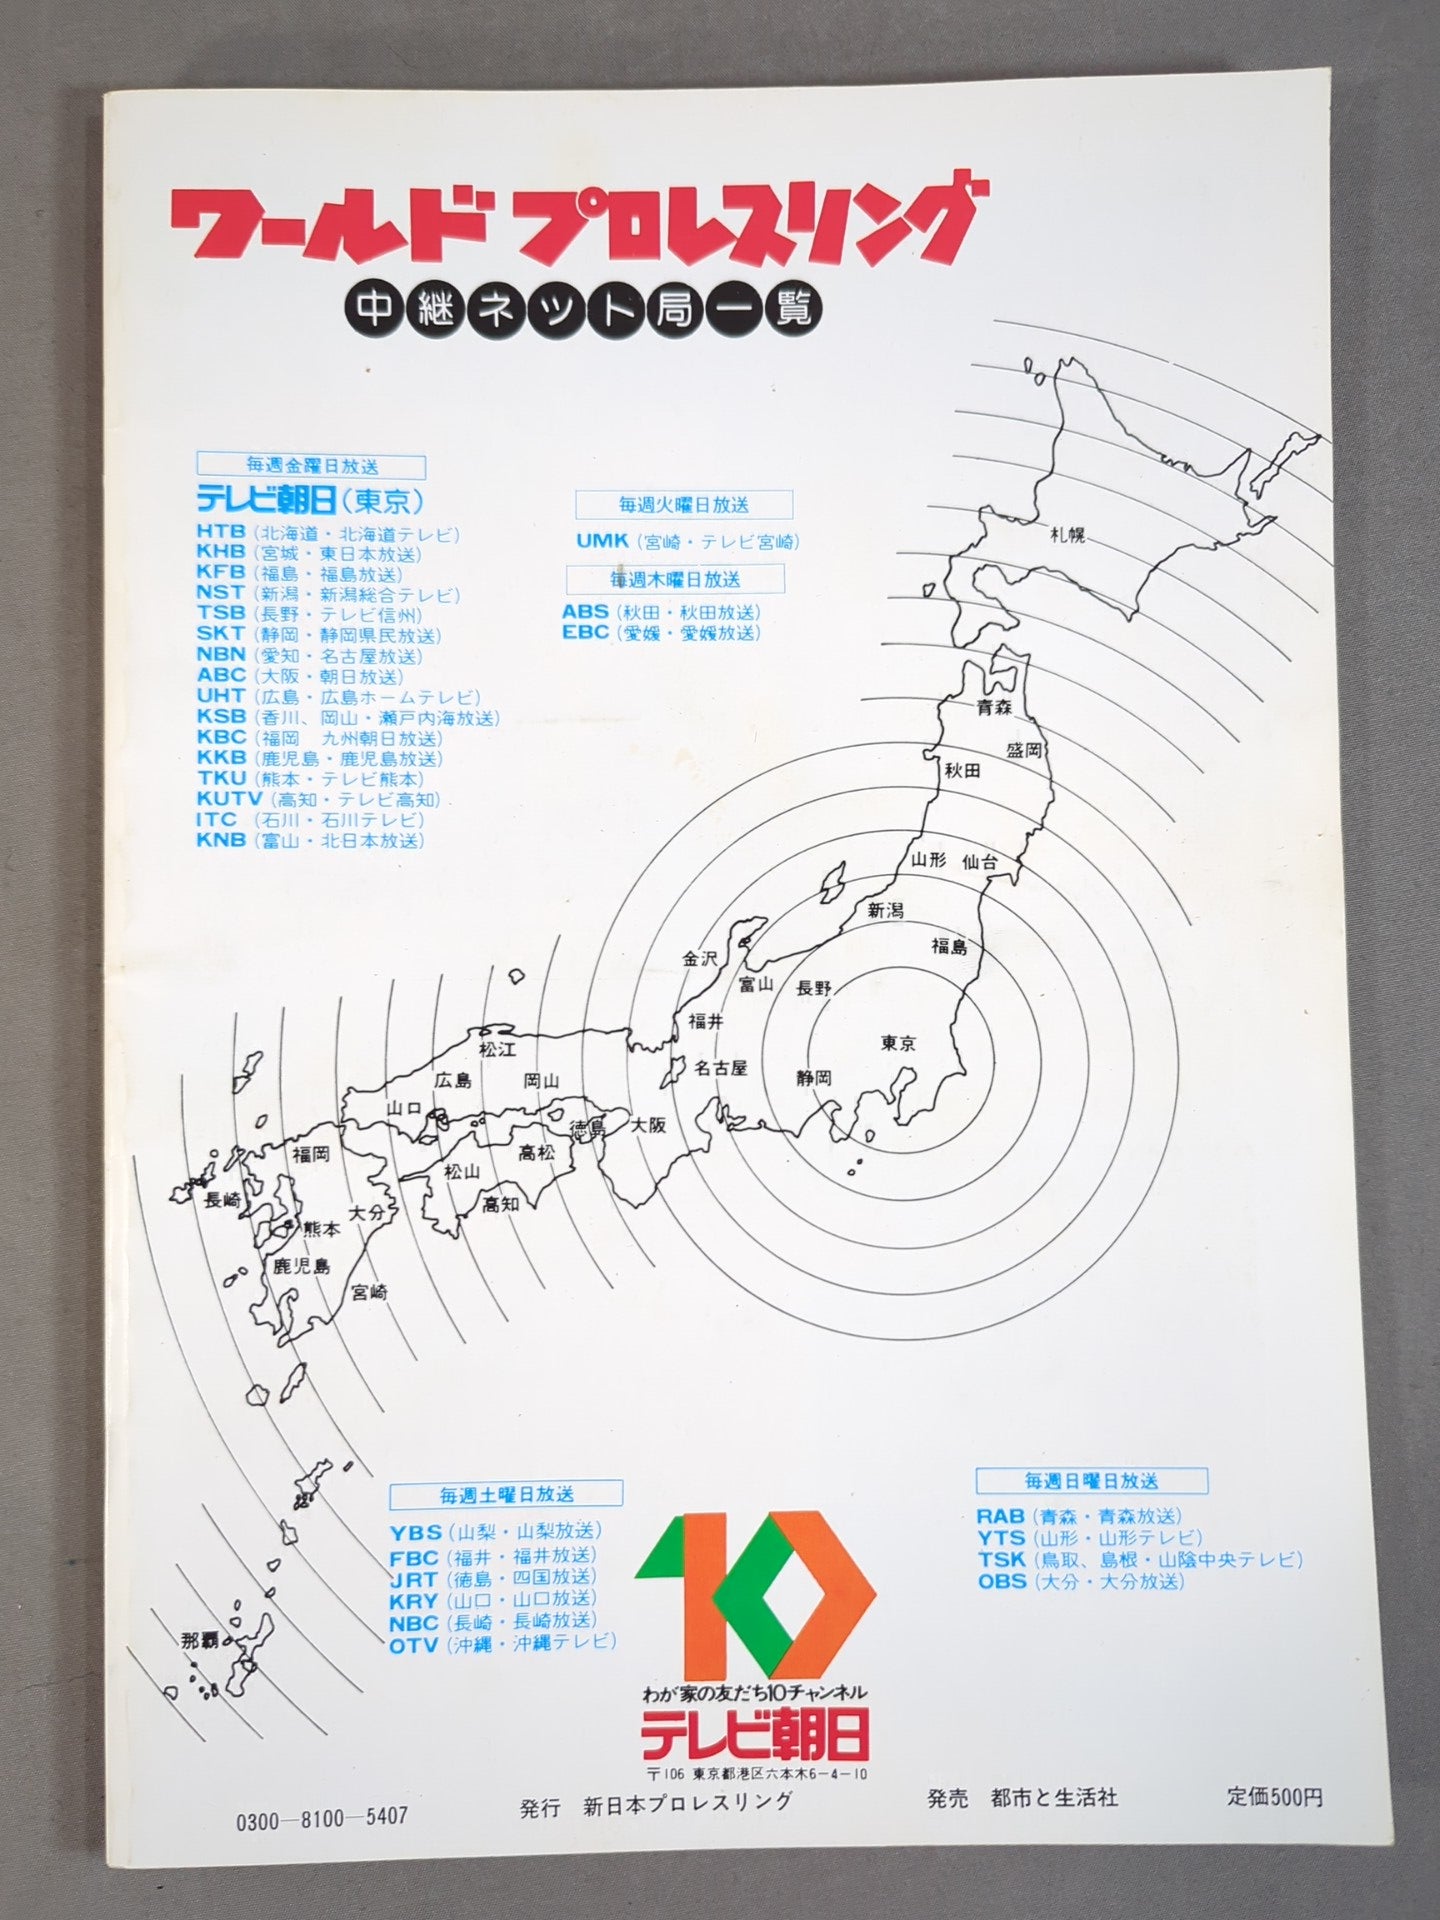 ワールドプロレスリング
中継ネット局一覧
毎週金曜日放送
テレビ朝日(東京)
HTB(北海道・北海道テレビ)
KHB(宮城・東日本放送)
KFB(福島・福島放送)
NST(新潟・新潟総合テレビ)
TSB(長野・テレビ信州)
SKT(静岡・静岡県民放送)
NBN(愛知・名古屋放送)
ABC(大阪・朝日放送)
UHT(広島・広島ホームテレビ)
KSB(香川、岡山・瀬戸内海放送)
KBC(福岡 九州朝日放送)
KKB(鹿児島・鹿児島放送)
TKU(熊本・テレビ熊本)
KUTV(高知・テレビ高知)
ITC (石川・石川テレビ)
KNB(富山・北日本放送)
毎週火曜日放送
UMK(宮崎・テレビ宮崎)
毎週木曜日放送
ABS(秋田・秋田放送)
EBC(愛媛・愛媛放送)
札幌
青森
盛岡
秋田
山形 仙台
新潟
福島
金沢
富山
長野
福井
東京
名古屋
静岡
松江
広島
岡山
山口
徳島
大阪
福岡
高松
松山
長崎
高知
大分
熊本
鹿児島
宮崎
那覇
毎週土曜日放送
YBS(山梨・山梨放送)
FBC(福井・福井放送)
JRT(徳島・四国放送)
KRY(山口・山口放送)
NBC(長崎・長崎放送)
OTV(沖縄・沖縄テレビ)
毎週日曜日放送
RAB(青森・青森放送)
YTS(山形・山形テレビ)
TSK(鳥取、島根・山陰中央テレビ)
OBS(大分・大分放送)
10
わが家の友だち10チャンネル
テレビ朝日
〒106 東京都港区六本木6-4-10
0300-8100-5407
発行 新日本プロレスリング
発売 都市と生活社
定価500円